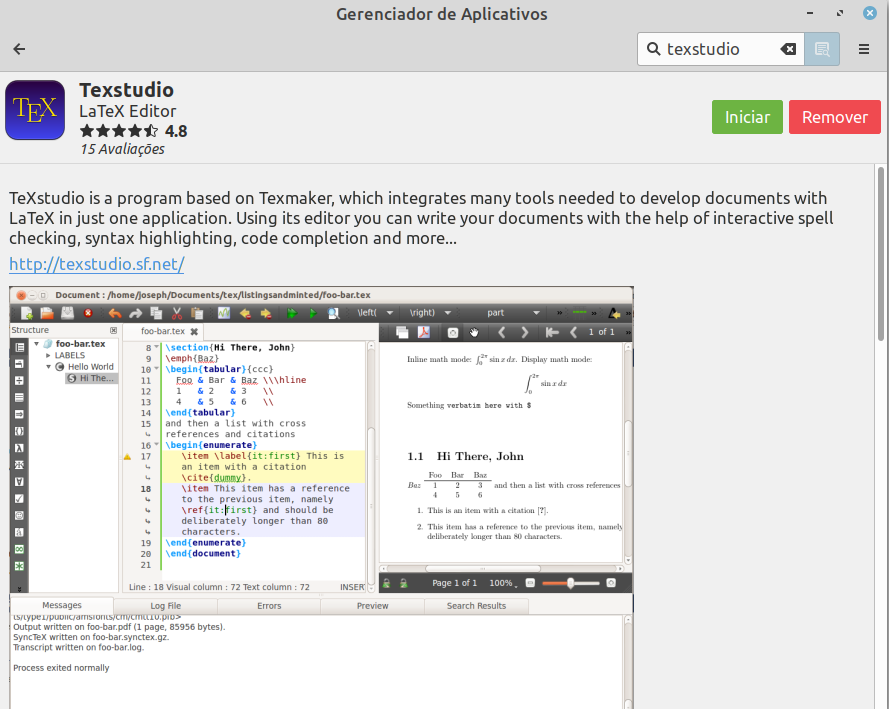 Gerenciador de Aplicativos
texstudio
TEX
Texstudio
LaTeX Editor
4.8
15 Avaliações
Iniciar
Remover
TeXstudio is a program based on Texmaker, which integrates many tools needed to develop documents with
LaTeX in just one application. Using its editor you can write your documents with the help of interactive spell
checking, syntax highlighting, code completion and more...
http://texstudio.sf.net/
Document : /home/joseph/Documents/tex/listingsandminted/foo-bar.tex
\left(
\right)
part
Structure
foo-bar.tex
LABELS
Hello World
Hi The...
foo-bar.tex
8 \section{Hi There, John}
9 \emph{Baz}
10 \begin{tabular}{ccc}
11 Foo & Bar & Baz \\\hline
12 1 & 2 & 3 \\
13 4 & 5 & 6 \\
14 \end{tabular}
15 and then a list with cross
references and citations
16 \begin{enumerate}
17 \item \label{it:first} This is
an item with a citation
\cite{dummy}.
18 \item This item has a reference
to the previous item, namely
\ref{it:first} and should be
deliberately longer than 80
characters.
19 \end{enumerate}
20 \end{document}
21
Line : 18 Visual column : 72 Text column : 72 INSERT
1 of 1
Inline math mode: ∫₀²π sin x dx. Display math mode:
∫₀²π sin x dx
Something verbatim here with $
1.1 Hi There, John
Foo Bar Baz
Baz 1 2 3 and then a list with cross references
4 5 6
1. This is an item with a citation [?].
2. This item has a reference to the previous item, namely
deliberately longer than 80 characters.
Page 1 of 1 100%
Messages
Log File
Errors
Preview
Search Results
ts/type1/public/amsfonts/cm/cmtt10.pfb>
Output written on foo-bar.pdf (1 page, 85956 bytes).
SyncTeX written on foo-bar.synctex.gz.
Transcript written on foo-bar.log.
Process exited normally